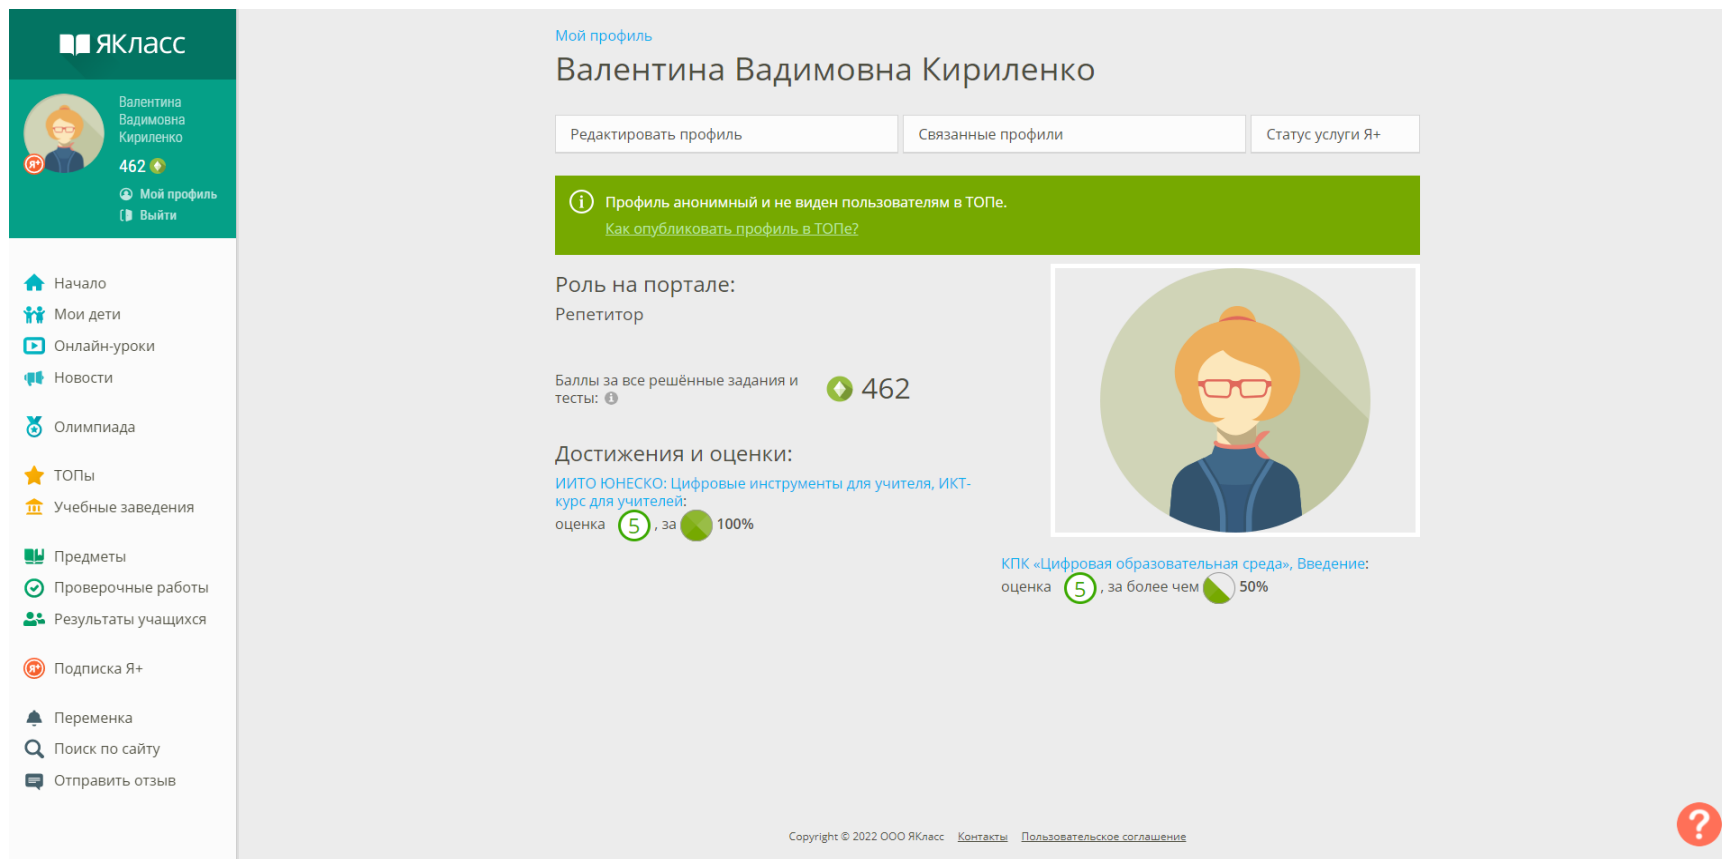 ЯКласс
Валентина
Вадимовна
Кириленко
462
Мой профиль
Выйти
Начало
Мои дети
Онлайн-уроки
Новости
Олимпиада
ТОПы
Учебные заведения
Предметы
Проверочные работы
Результаты учащихся
Я+
Подписка Я+
Переменка
Поиск по сайту
Отправить отзыв
Мой профиль
Валентина Вадимовна Кириленко
Редактировать профиль
Связанные профили
Статус услуги Я+
Профиль анонимный и не виден пользователям в ТОПе.
Как опубликовать профиль в ТОПе?
Роль на портале:
Репетитор
Баллы за все решённые задания и
тесты:
462
Достижения и оценки:
ИИТО ЮНЕСКО: Цифровые инструменты для учителя, ИКТ-
курс для учителей:
оценка 5 , за 100%
КПК «Цифровая образовательная среда», Введение:
оценка 5 , за более чем 50%
Copyright © 2022 ООО ЯКласс Контакты Пользовательское соглашение
?